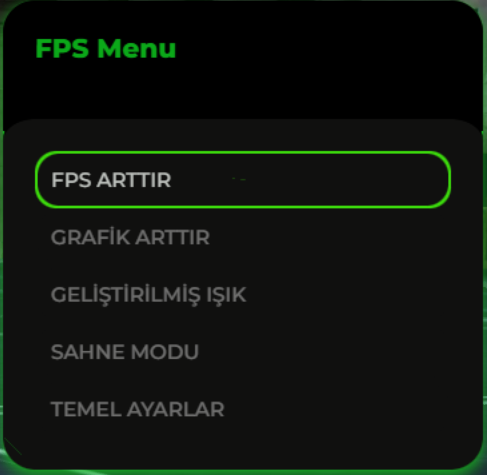 FPS Menu
FPS ARTTIR
GRAFİK ARTTIR
GELİŞTİRİLMİŞ IŞIK
SAHNE MODU
TEMEL AYARLAR